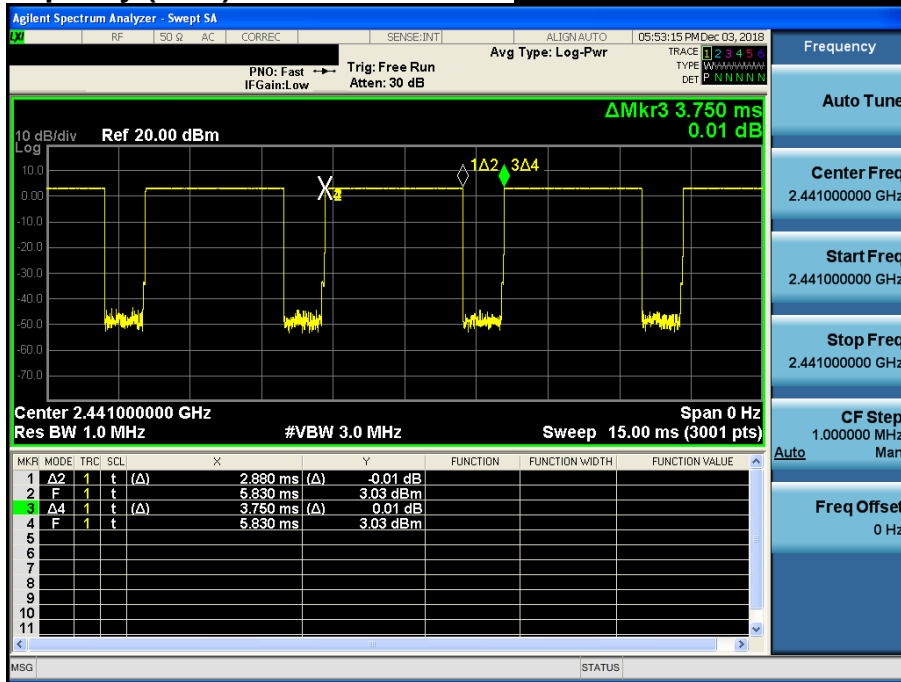 Agilent Spectrum Analyzer - Swept SA
LXI RF 50 Ω AC CORREC SENSE:INT ALIGN AUTO 05:53:15 PM Dec 03, 2018
PNO: Fast
IFGain:Low
Trig: Free Run
Atten: 30 dB
Avg Type: Log-Pwr
TRACE 1 2 3 4 5 6
TYPE
DET P N N N N N
ΔMkr3 3.750 ms
0.01 dB
10 dB/div Ref 20.00 dBm
Log
10.0
0.00
-10.0
-20.0
-30.0
-40.0
-50.0
-60.0
-70.0
1Δ2 3Δ4
X
Center 2.441000000 GHz Span 0 Hz
Res BW 1.0 MHz #VBW 3.0 MHz Sweep 15.00 ms (3001 pts)
MKR MODE TRC SCL X Y FUNCTION FUNCTION WIDTH FUNCTION VALUE
1 Δ2 1 t (Δ) 2.880 ms (Δ) -0.01 dB
2 F 1 t 5.830 ms 3.03 dBm
3 Δ4 1 t (Δ) 3.750 ms (Δ) 0.01 dB
4 F 1 t 5.830 ms 3.03 dBm
5
6
7
8
9
10
11
MSG STATUS
Frequency
Auto Tune
Center Freq
2.441000000 GHz
Start Freq
2.441000000 GHz
Stop Freq
2.441000000 GHz
CF Step
1.000000 MHz
Auto Man
Freq Offset
0 Hz